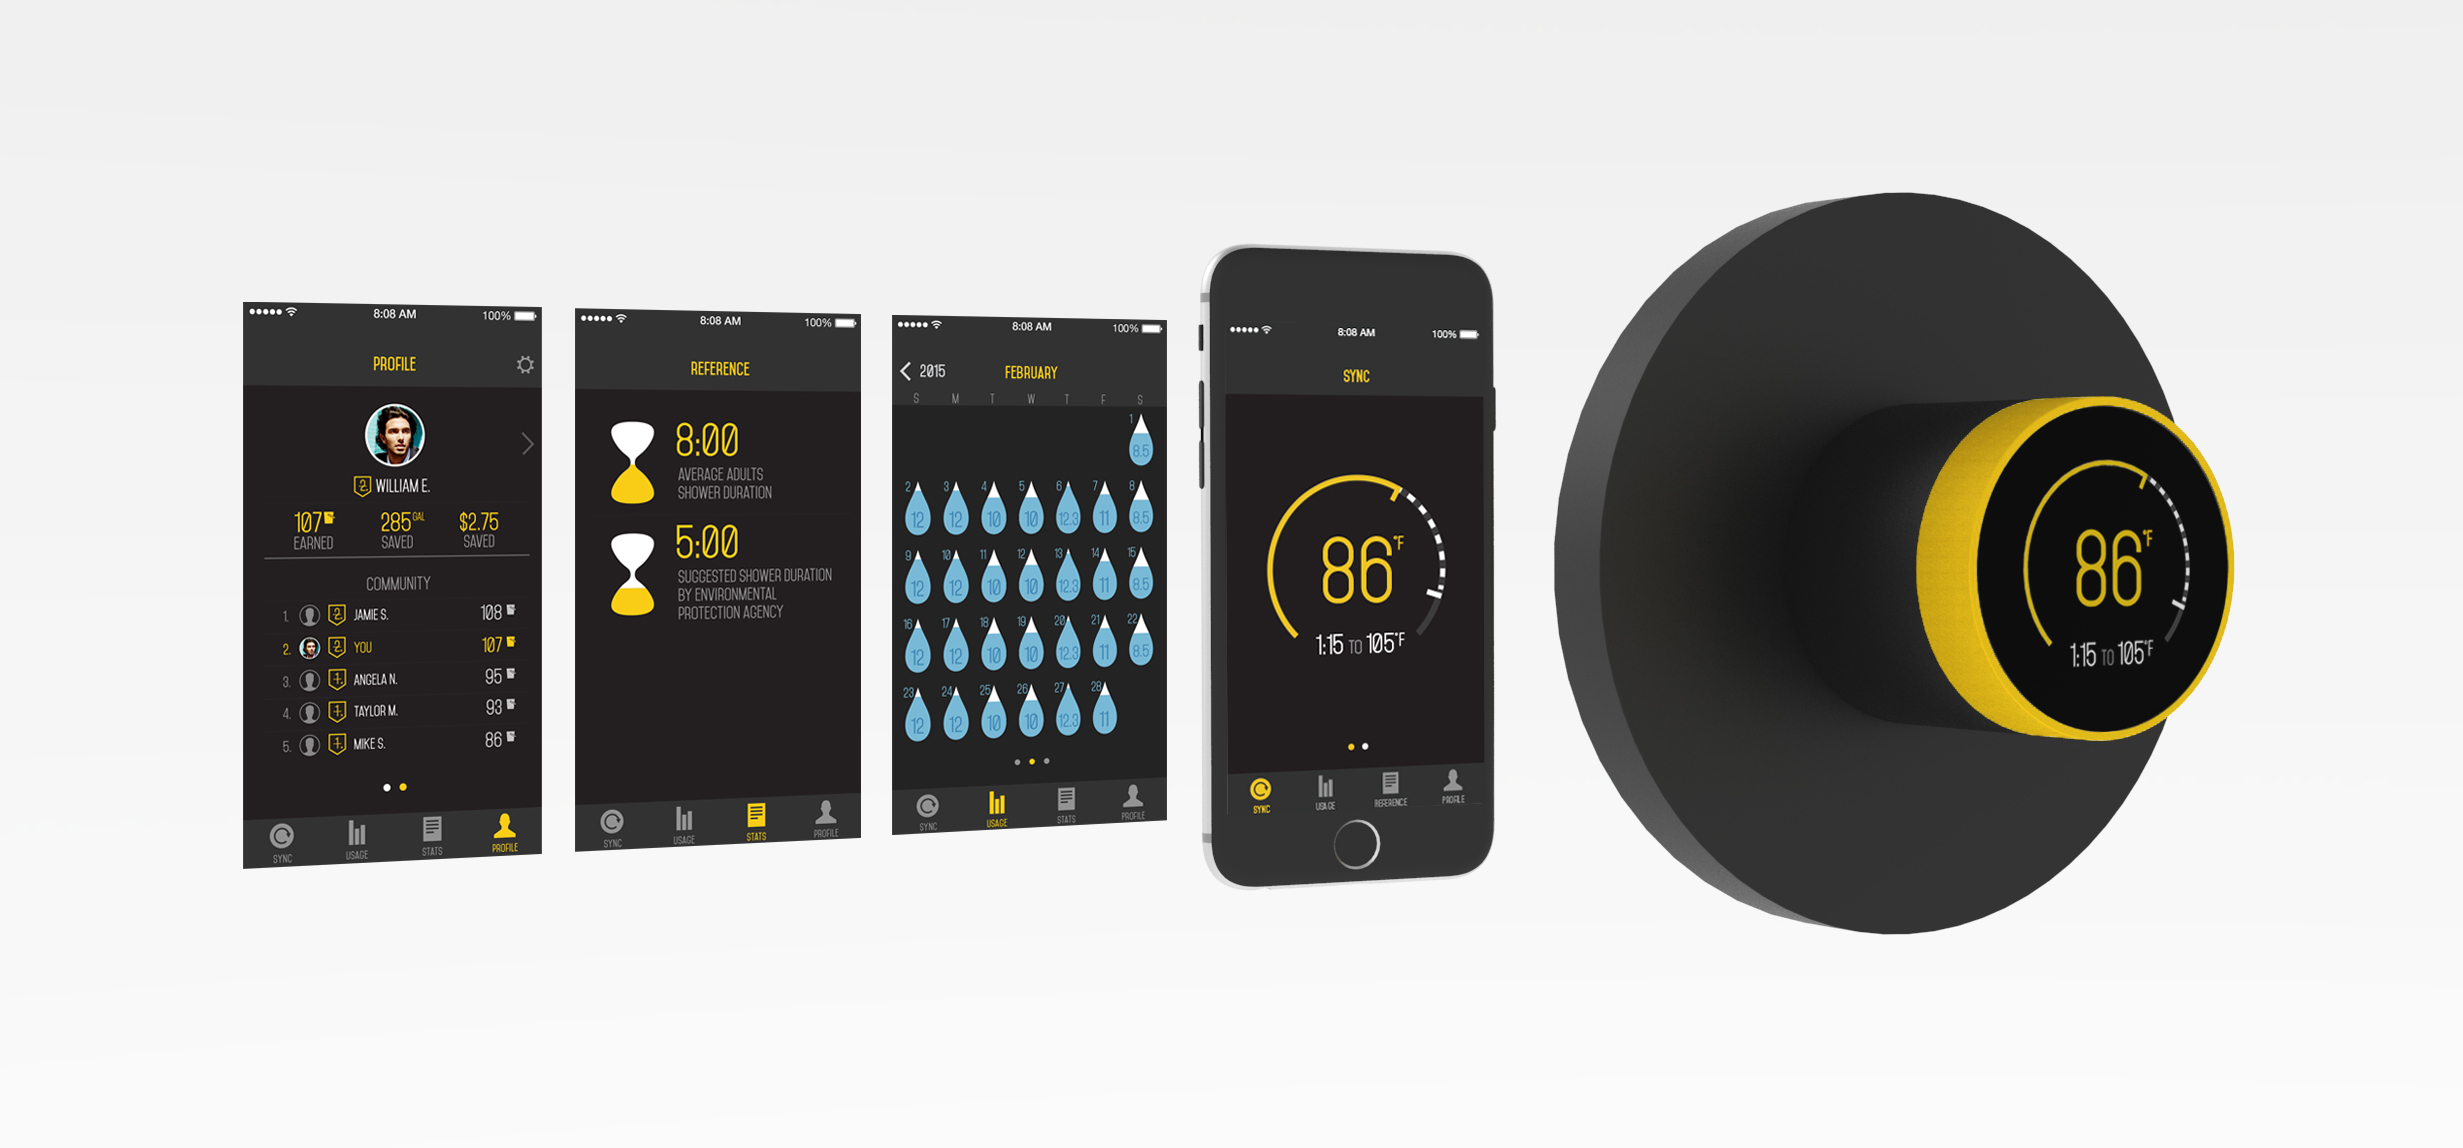 8:08 AM 100%
PROFILE
2. WILLIAM E.
107 285 GAL $2.75
EARNED SAVED SAVED
COMMUNITY
1. 2. JAMIE S. 108
2. 2. YOU 107
3. 1. ANGELA N. 95
4. 1. TAYLOR M. 93
5. 1. MIKE S. 86
SYNC USAGE STATS PROFILE
8:08 AM 100%
REFERENCE
8:00
AVERAGE ADULTS
SHOWER DURATION
5:00
SUGGESTED SHOWER DURATION
BY ENVIRONMENTAL
PROTECTION AGENCY
SYNC USAGE STATS PROFILE
8:08 AM 100%
2015 FEBRUARY
S M T W T F S
1
8.5
2 3 4 5 6 7 8
12 12 10 10 12.3 11 8.5
9 10 11 12 13 14 15
12 12 10 10 12.3 11 8.5
16 17 18 19 20 21 22
12 12 10 10 12.3 11 8.5
23 24 25 26 27 28
12 12 10 10 12.3 11
SYNC USAGE STATS PROFILE
8:08 AM 100%
SYNC
86°F
1:15 TO 105°F
SYNC USAGE REFERENCE PROFILE
86°F
1:15 TO 105°F